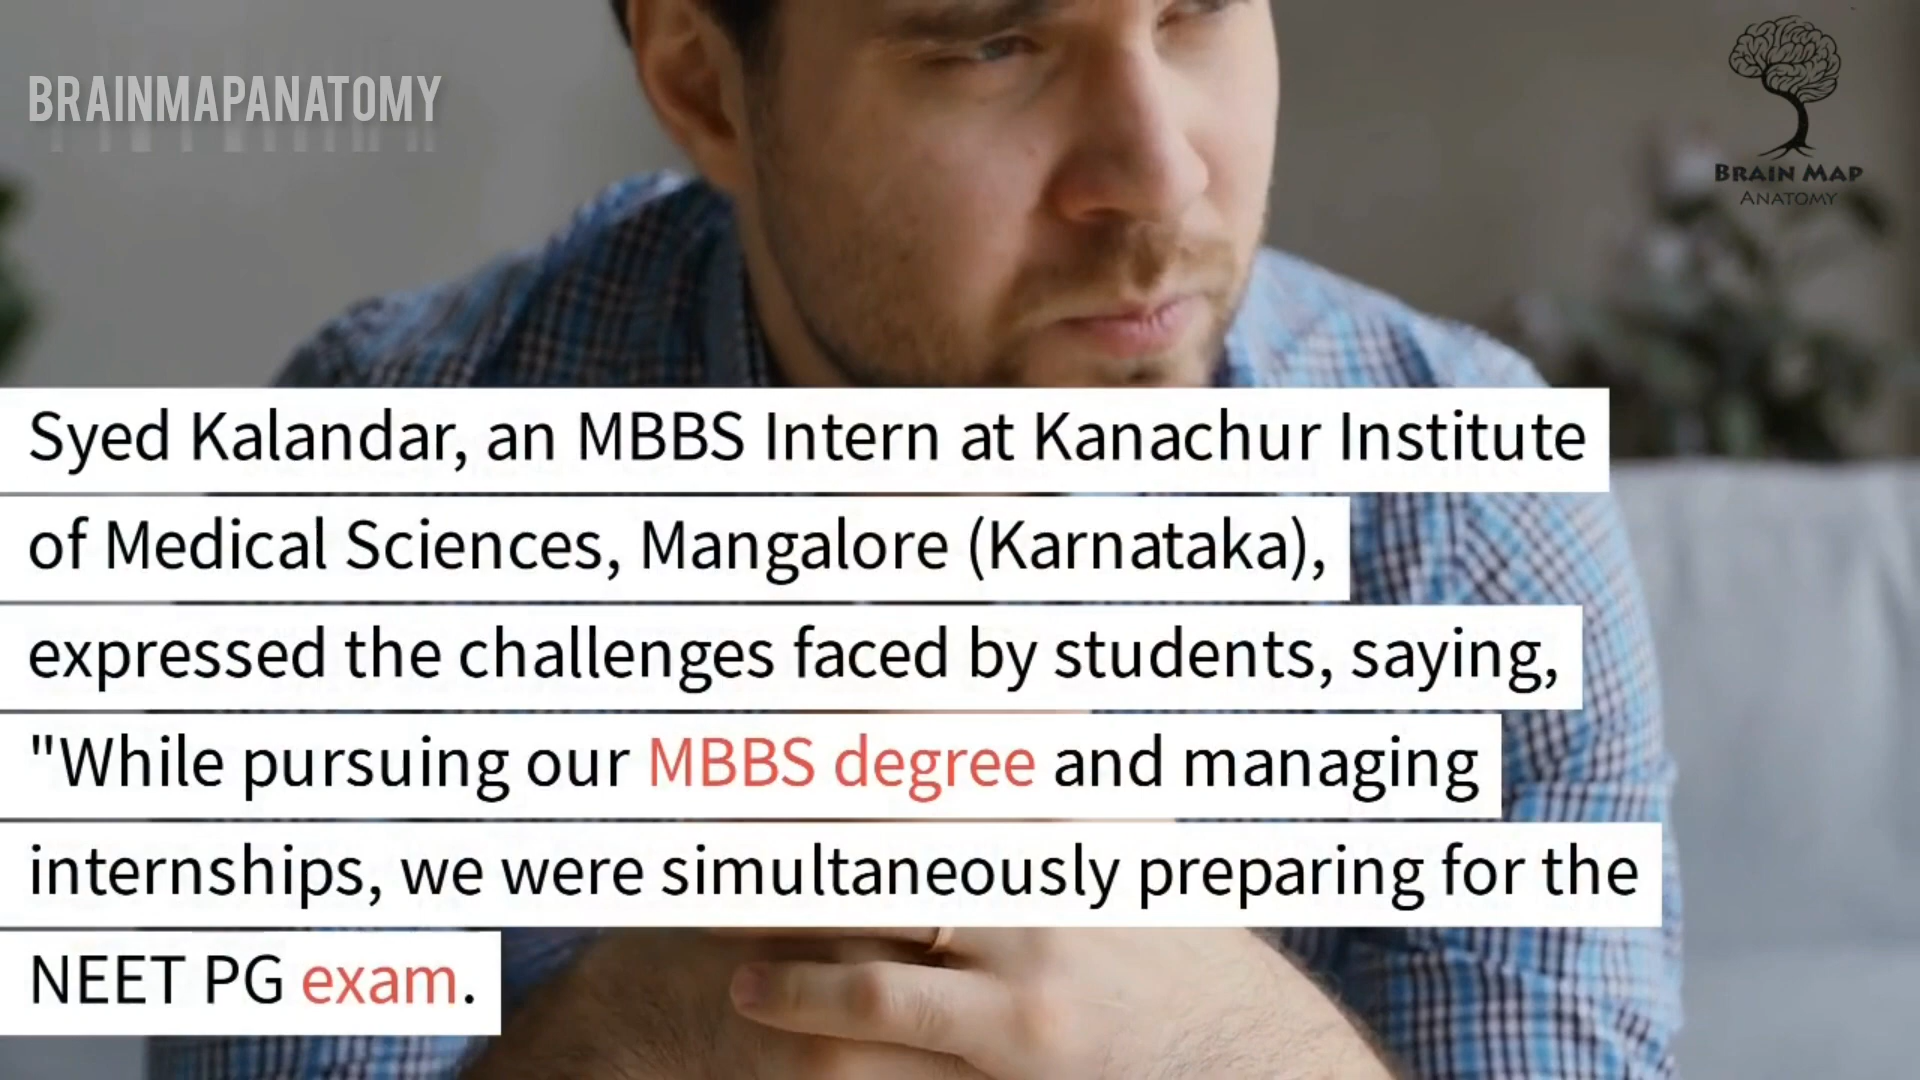 BRAINMAPANATOMY
BRAIN MAP
ANATOMY
Syed Kalandar, an MBBS Intern at Kanachur Institute
of Medical Sciences, Mangalore (Karnataka),
expressed the challenges faced by students, saying,
"While pursuing our MBBS degree and managing
internships, we were simultaneously preparing for the
NEET PG exam.